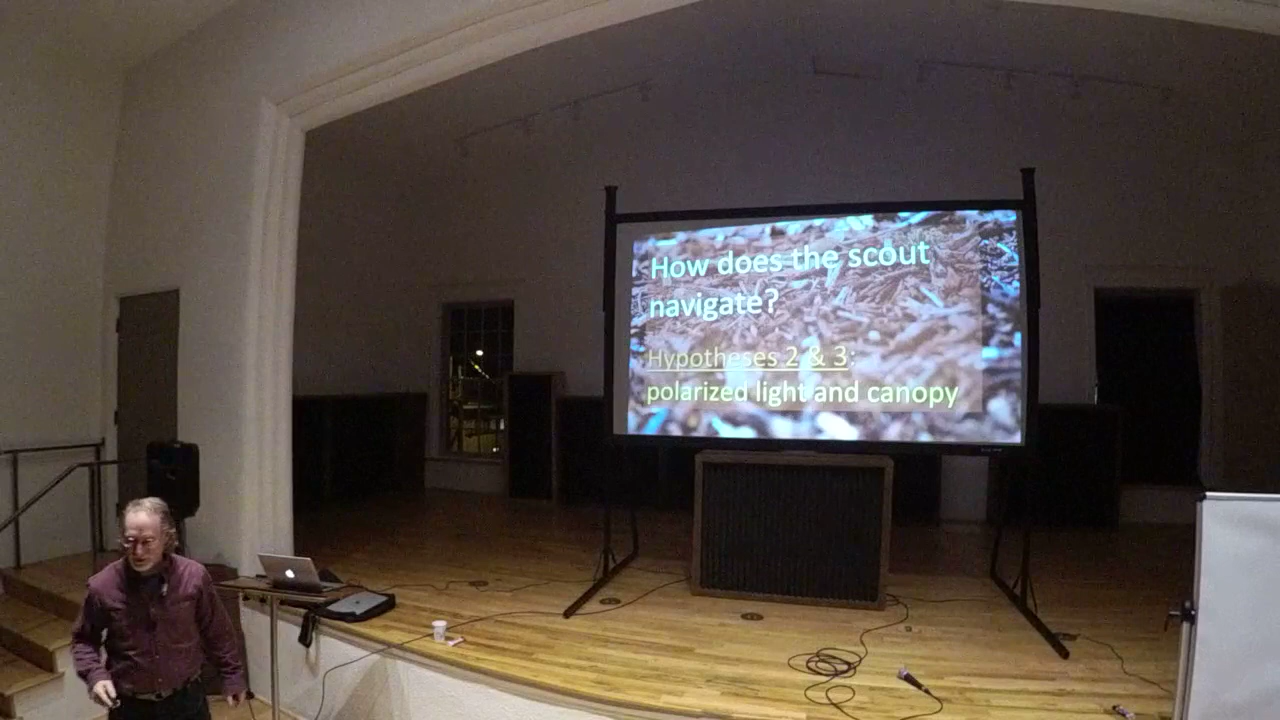 How does the scout
navigate?
Hypotheses 2 & 3:
polarized light and canopy